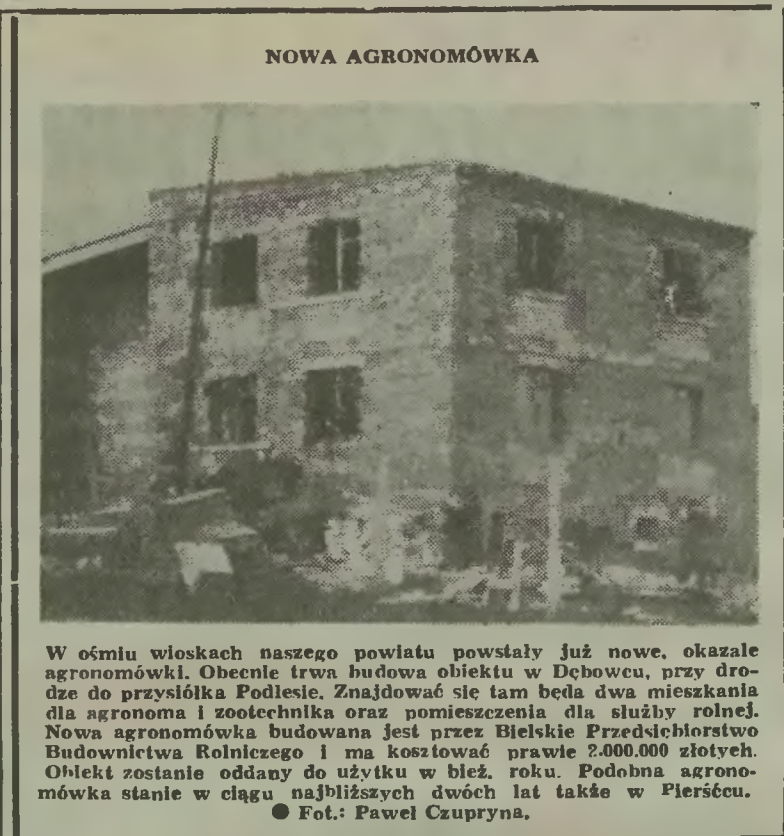 NOWA AGRONOMÓWKA
W ośmiu wioskach naszego powiatu powstały już nowe, okazałe
agronomówki. Obecnie trwa budowa obiektu w Dębowcu, przy dro-
dze do przysiółka Podlesie. Znajdować się tam będą dwa mieszkania
dla agronoma i zootechnika oraz pomieszczenia dla służby rolnej.
Nowa agronomówka budowana jest przez Bielskie Przedsiębiorstwo
Budownictwa Rolniczego i ma kosztować prawie 2.000.000 złotych.
Obiekt zostanie oddany do użytku w bież. roku. Podobna agrono-
mówka stanie w ciągu najbliższych dwóch lat także w Pierśćcu.
● Fot.: Paweł Czupryna.